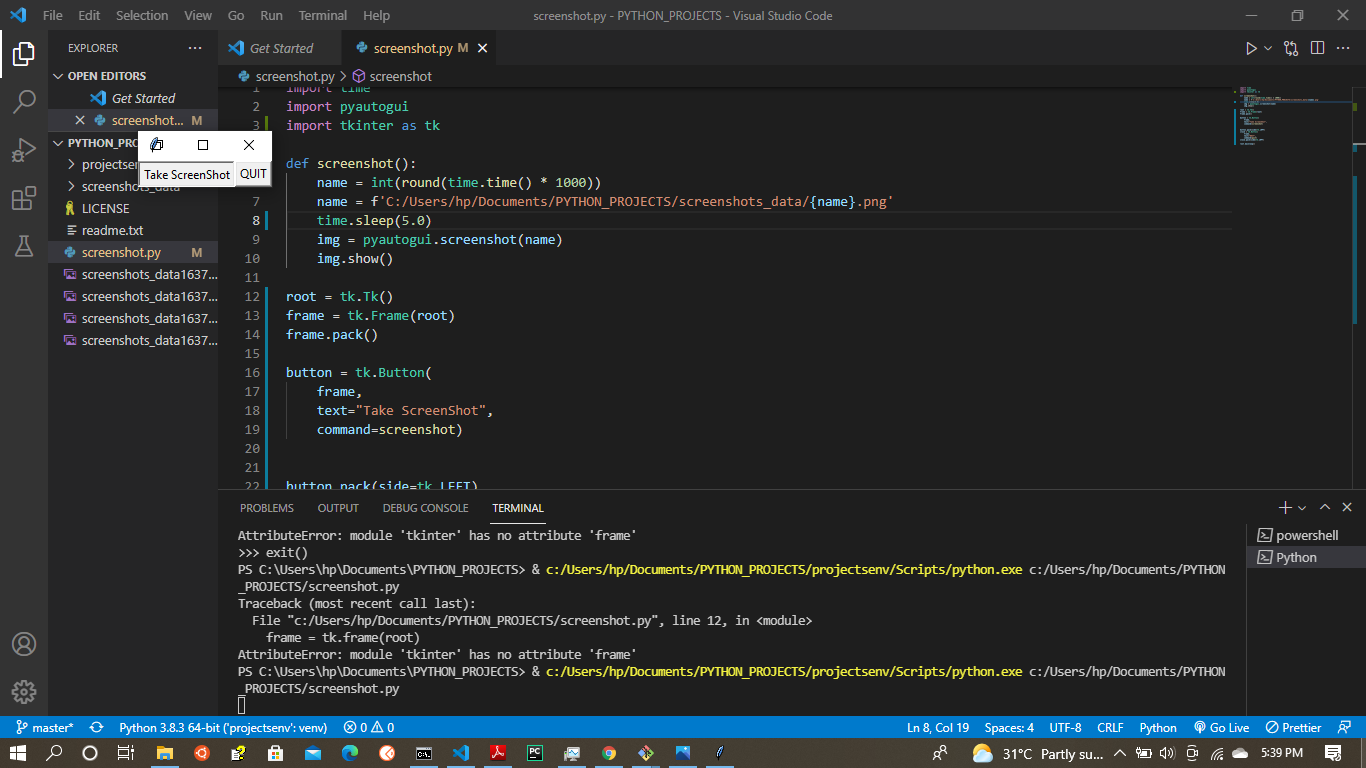 File Edit Selection View Go Run Terminal Help screenshot.py - PYTHON_PROJECTS - Visual Studio Code
EXPLORER
Get Started
screenshot.py M
OPEN EDITORS
Get Started
screenshot... M
PYTHON_PRO
projectsen
screenshots_data
LICENSE
readme.txt
screenshot.py M
screenshots_data1637...
screenshots_data1637...
screenshots_data1637...
screenshots_data1637...
Take ScreenShot QUIT
screenshot.py > screenshot
1 import time
2 import pyautogui
3 import tkinter as tk
def screenshot():
name = int(round(time.time() * 1000))
7 name = f'C:/Users/hp/Documents/PYTHON_PROJECTS/screenshots_data/{name}.png'
8 time.sleep(5.0)
9 img = pyautogui.screenshot(name)
10 img.show()
11
12 root = tk.Tk()
13 frame = tk.Frame(root)
14 frame.pack()
15
16 button = tk.Button(
17 frame,
18 text="Take ScreenShot",
19 command=screenshot)
20
21
22 button.pack(side=tk.LEFT)
PROBLEMS OUTPUT DEBUG CONSOLE TERMINAL
AttributeError: module 'tkinter' has no attribute 'frame'
>>> exit()
PS C:\Users\hp\Documents\PYTHON_PROJECTS> & c:/Users/hp/Documents/PYTHON_PROJECTS/projectsenv/Scripts/python.exe c:/Users/hp/Documents/PYTHON
_PROJECTS/screenshot.py
Traceback (most recent call last):
File "c:/Users/hp/Documents/PYTHON_PROJECTS/screenshot.py", line 12, in <module>
frame = tk.frame(root)
AttributeError: module 'tkinter' has no attribute 'frame'
PS C:\Users\hp\Documents\PYTHON_PROJECTS> & c:/Users/hp/Documents/PYTHON_PROJECTS/projectsenv/Scripts/python.exe c:/Users/hp/Documents/PYTHON
_PROJECTS/screenshot.py
powershell
Python
master* Python 3.8.3 64-bit ('projectsenv': venv) 0 0 Ln 8, Col 19 Spaces: 4 UTF-8 CRLF Python Go Live Prettier
PC 31°C Partly su... 5:39 PM